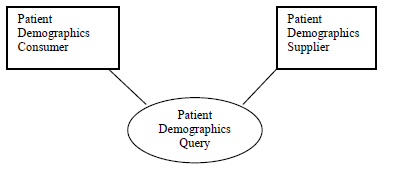 Patient
Demographics
Consumer
Patient
Demographics
Supplier
Patient
Demographics
Query